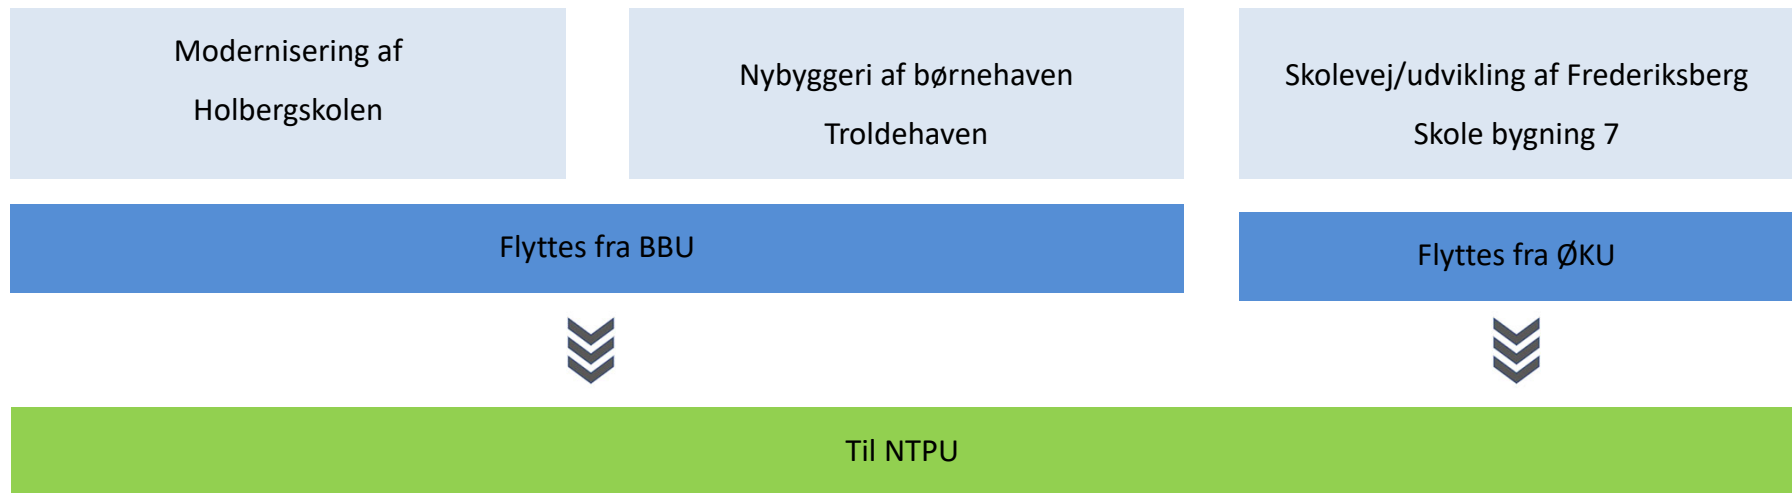 Modernisering af
Holbergskolen
Nybyggeri af børnehaven
Troldehaven
Skolevej/udvikling af Frederiksberg
Skole bygning 7
Flyttes fra BBU
Flyttes fra ØKU
Til NTPU